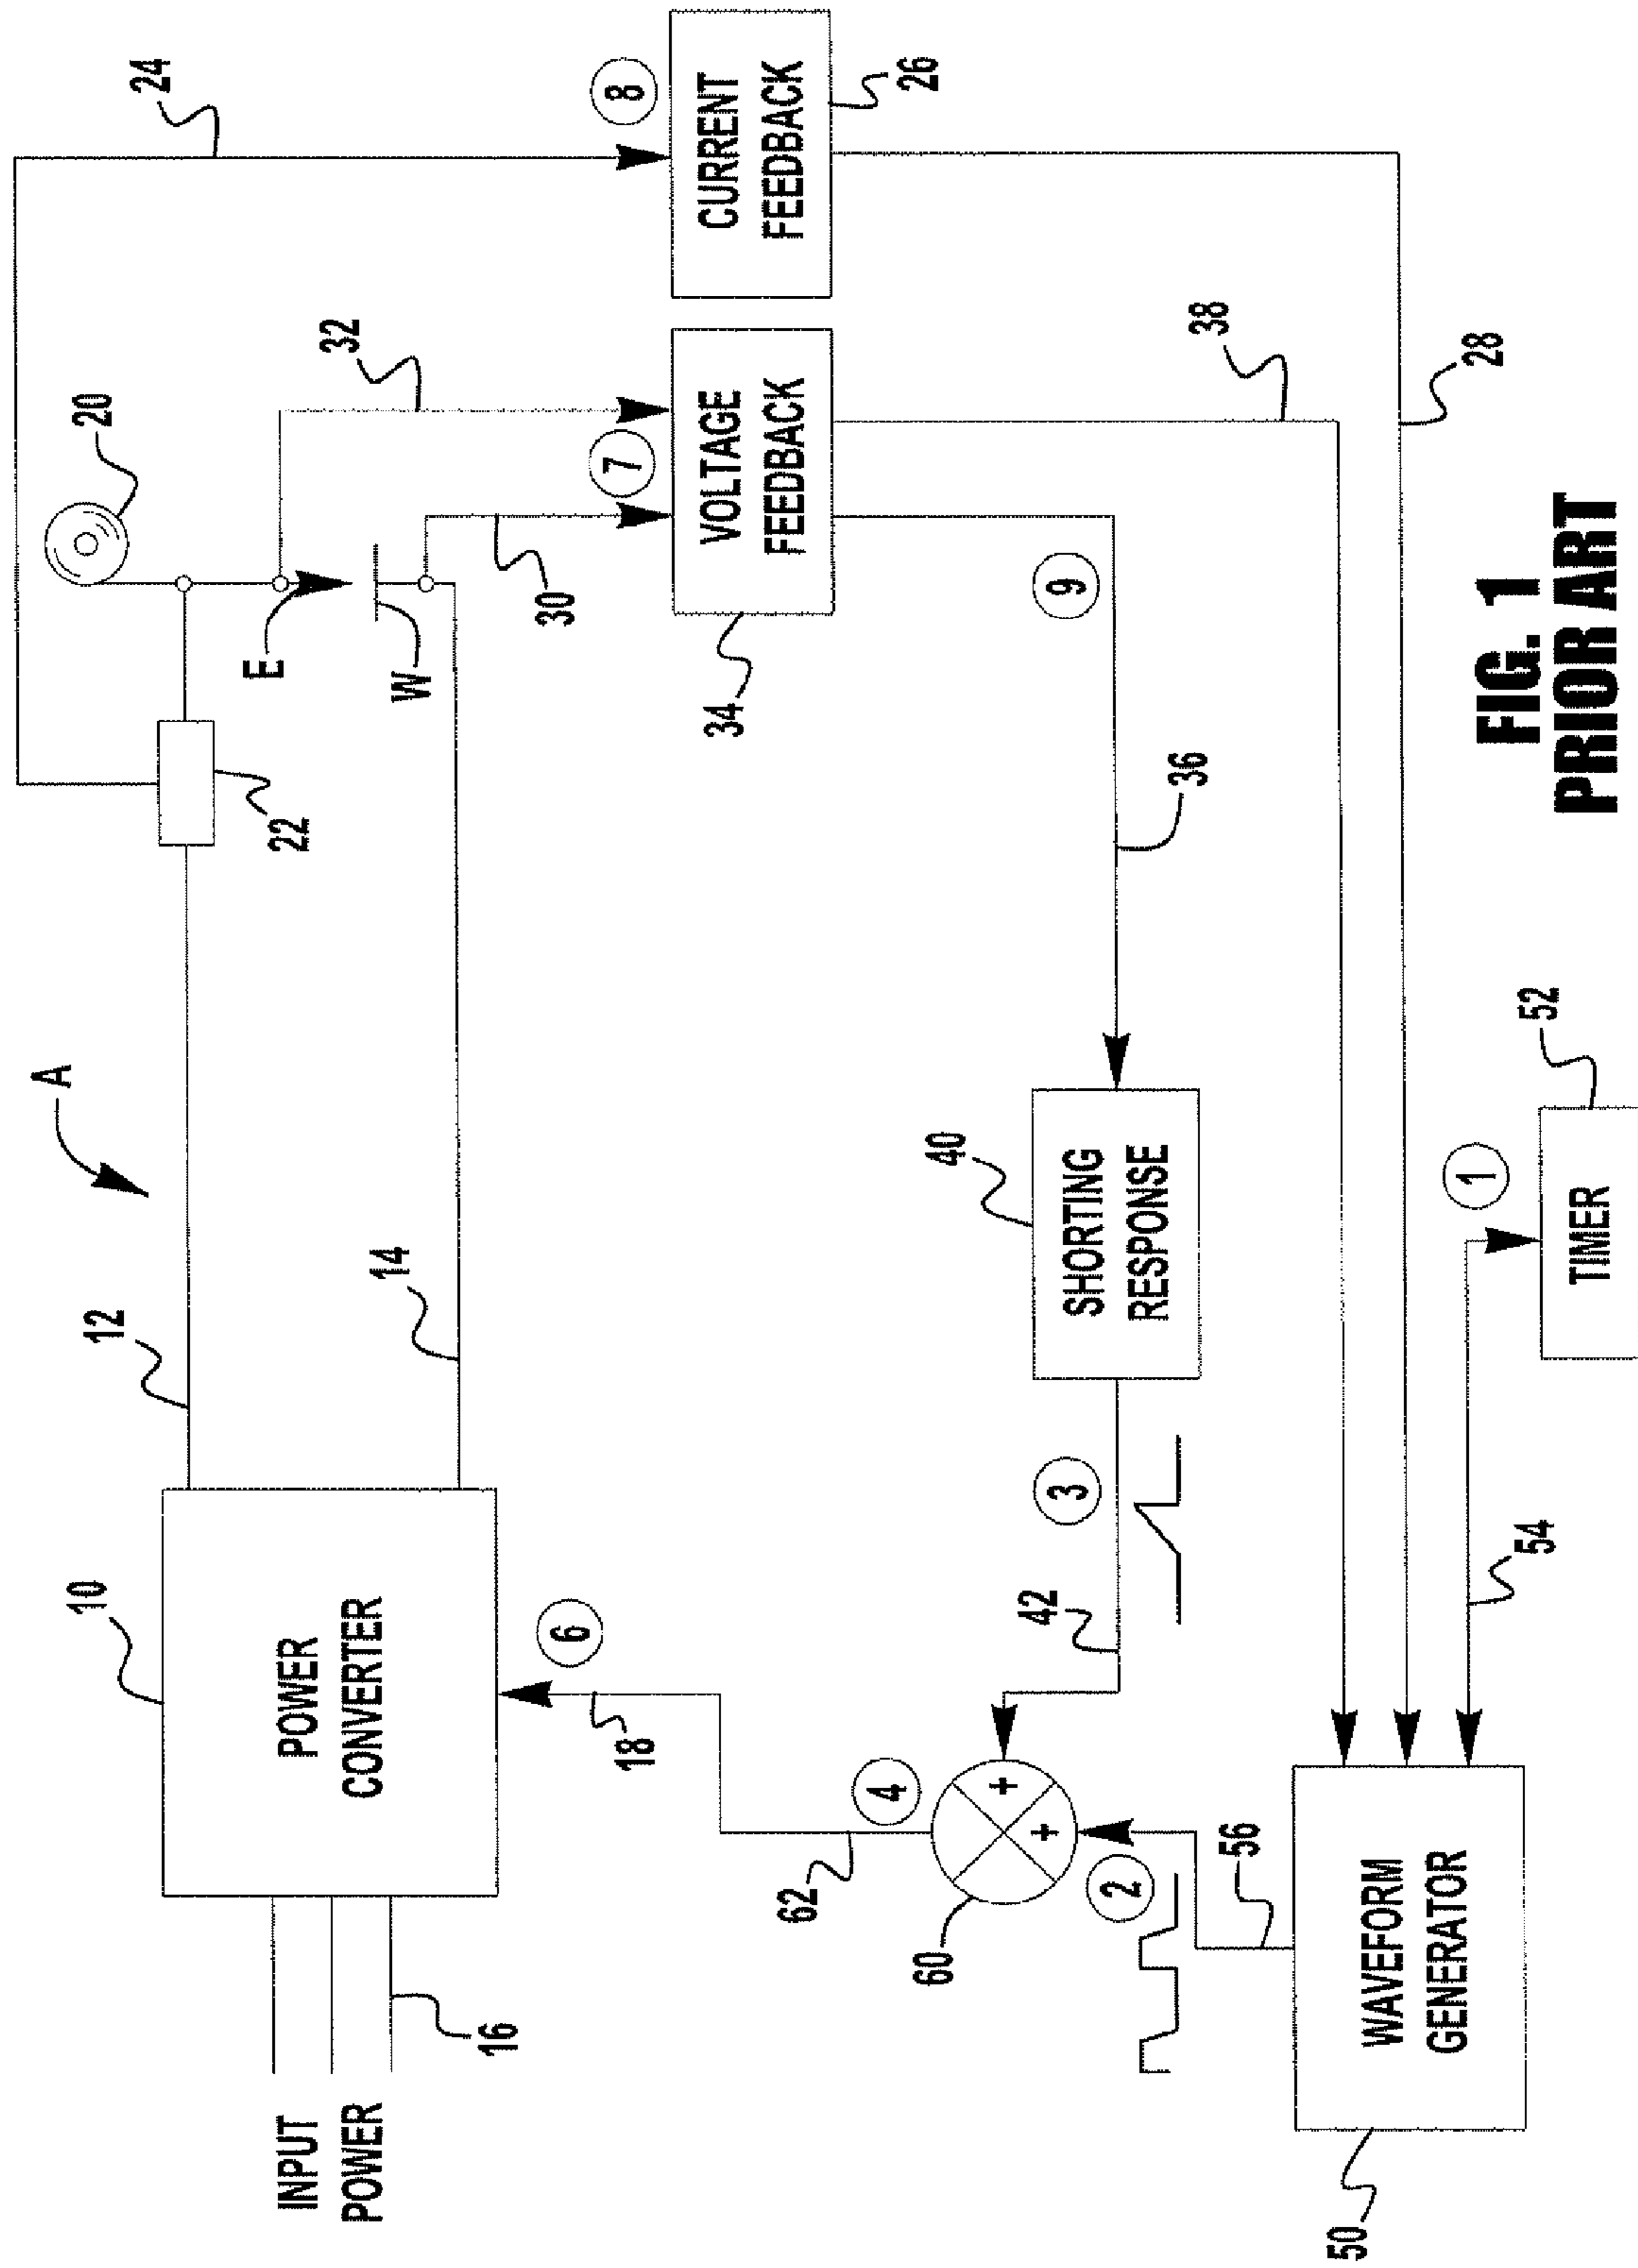 A
10
12
20
24
INPUT
POWER
16
POWER
CONVERTER
14
22
E
W
32
30
6
18
7
8
34
VOLTAGE
FEEDBACK
CURRENT
FEEDBACK
26
4
62
60
+
+
2
56
42
3
40
SHORTING
RESPONSE
9
36
38
28
50
WAVEFORM
GENERATOR
54
1
TIMER
52
FIG. 1
PRIOR ART